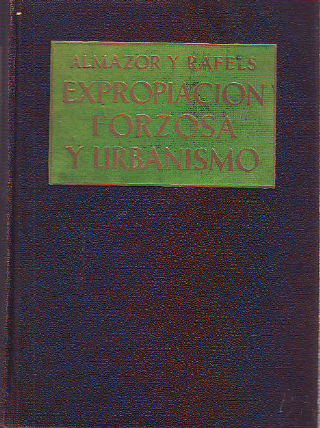 ALMAZOR Y RAFELS
EXPROPIACION
FORZOSA
Y URBANISMO